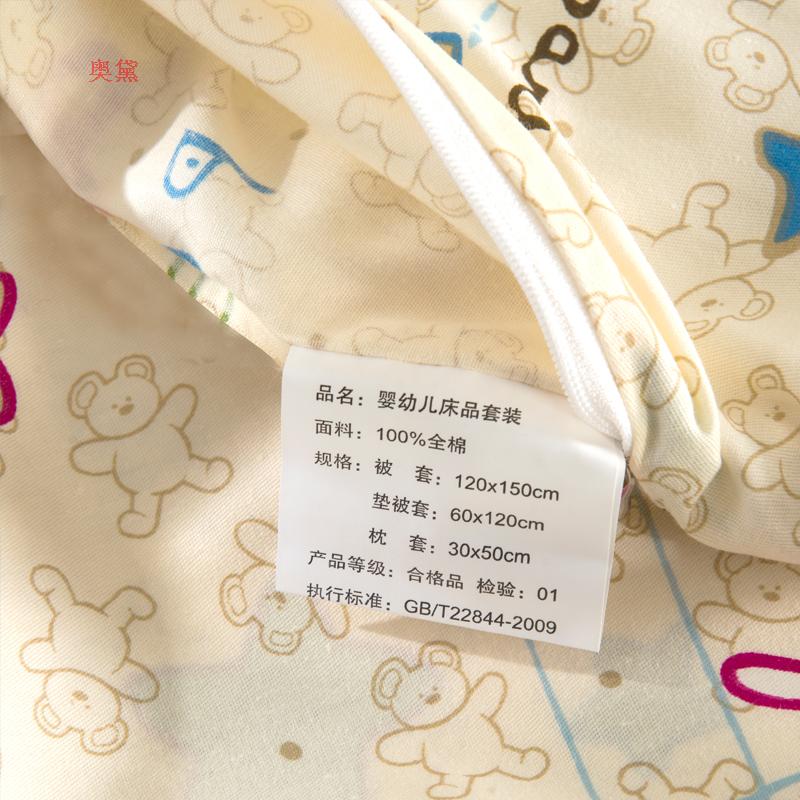 奥黛
品名：婴幼儿床品套装
面料：100%全棉
规格：被 套：120x150cm
垫被套：60x120cm
枕 套：30x50cm
产品等级：合格品 检验：01
执行标准：GB/T22844-2009